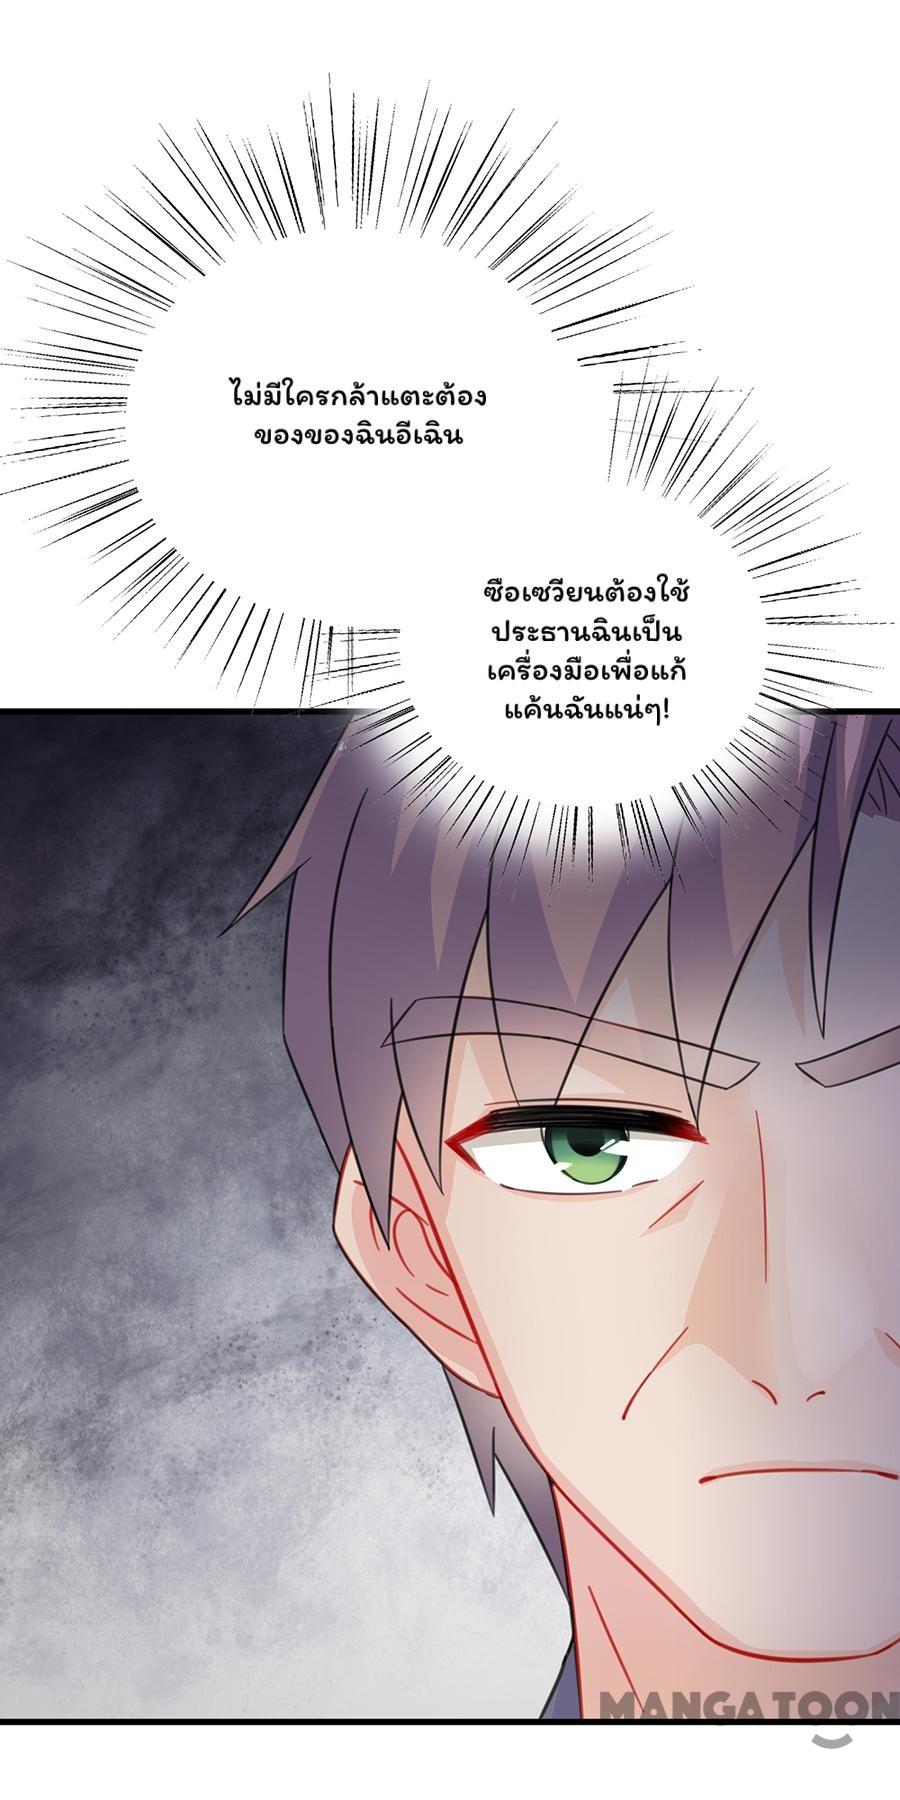 ไม่มีใครกล้าแตะต้อง
ของของฉินอีเฉิน
ซือเซวียนต้องใช้
ประธานฉินเป็น
เครื่องมือเพื่อแก้
แค้นฉันแน่ๆ!
MANGATOON